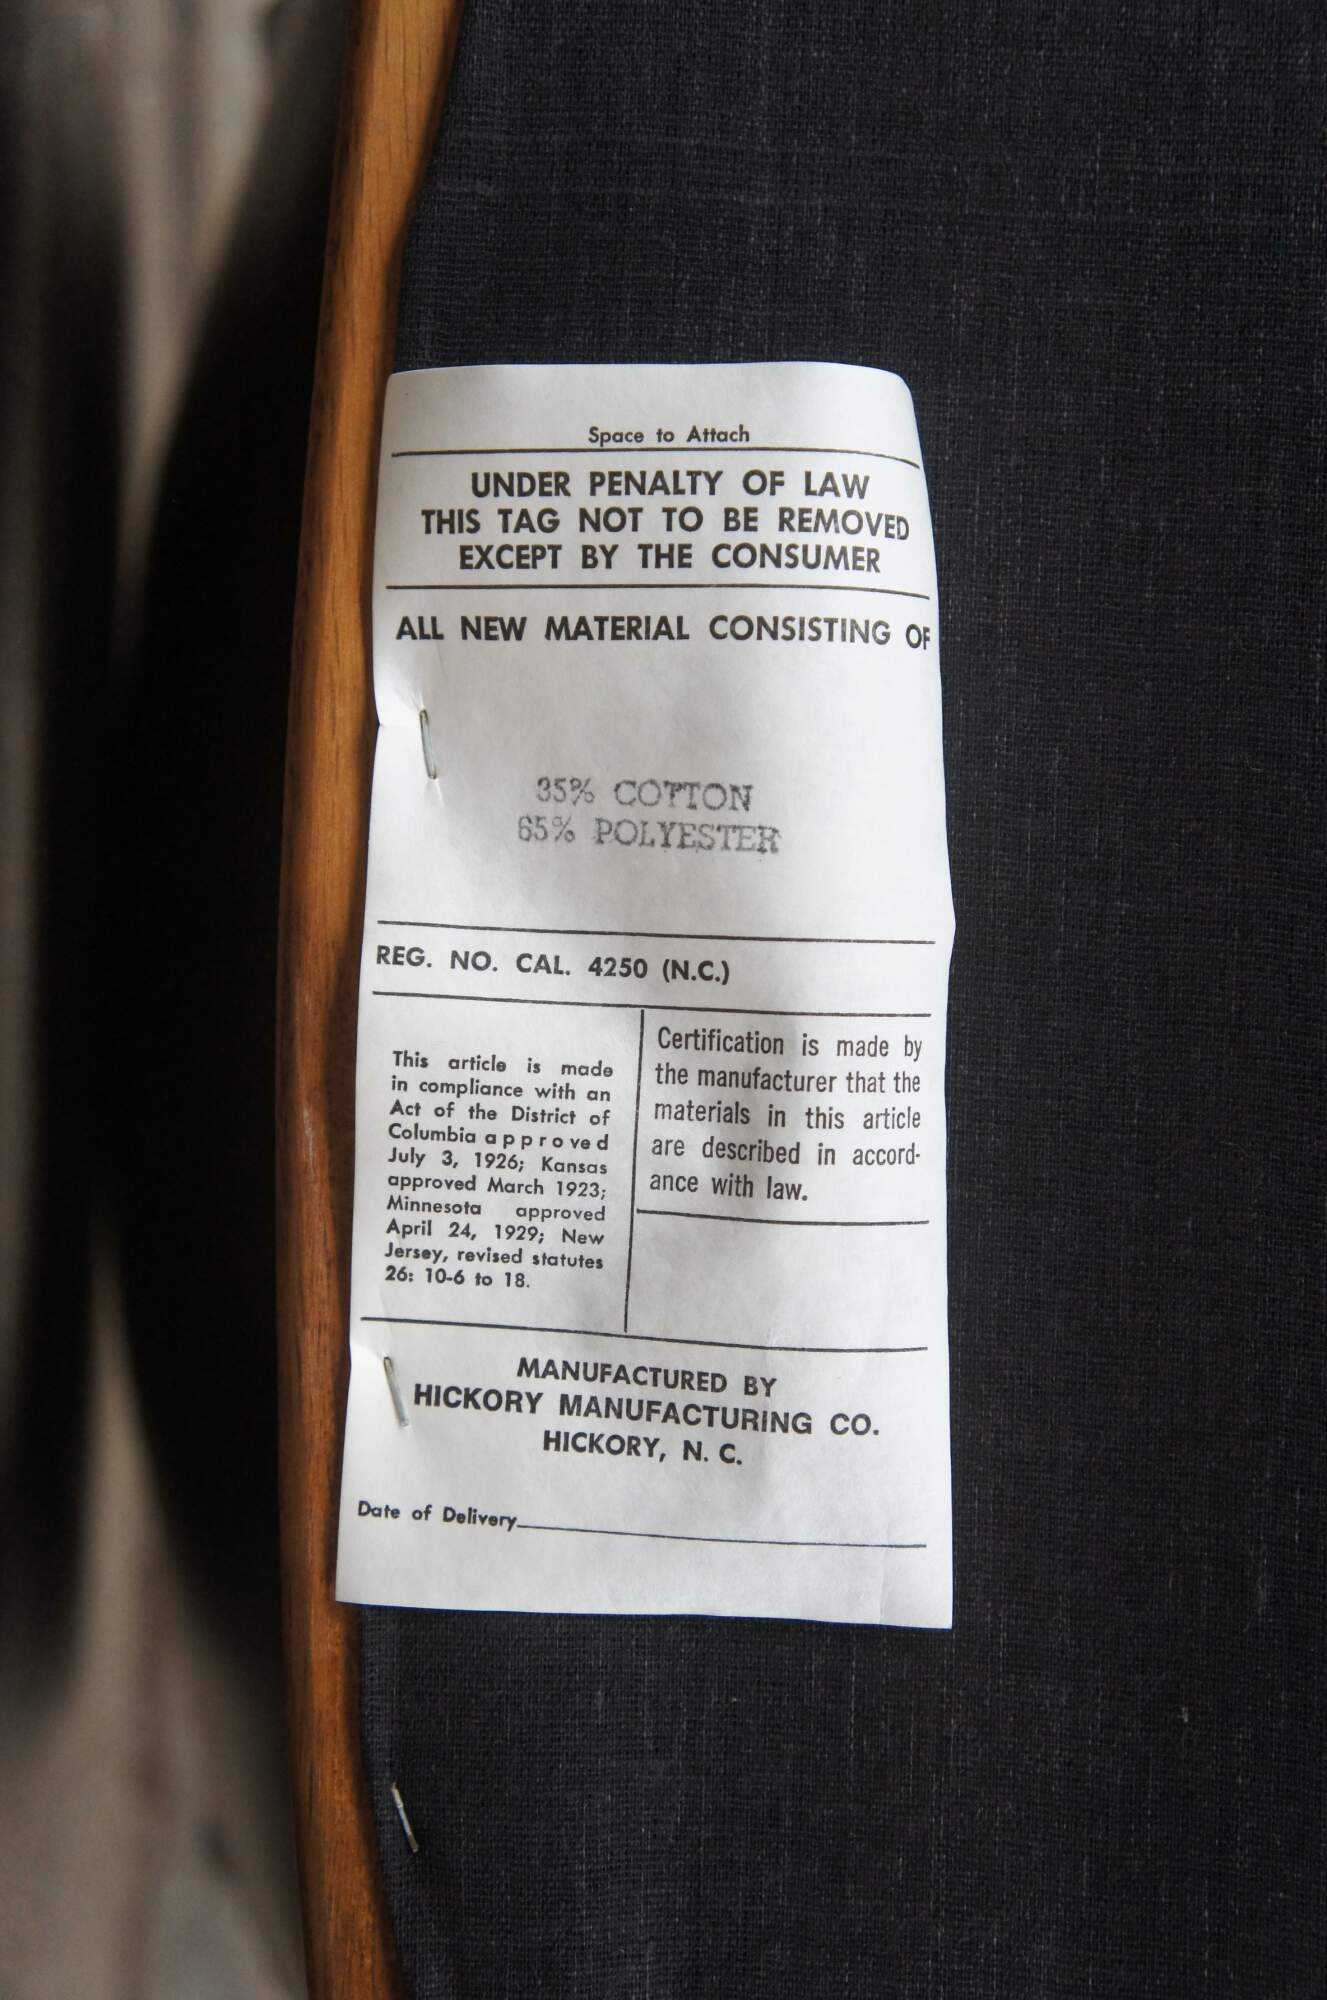 Space to Attach
UNDER PENALTY OF LAW
THIS TAG NOT TO BE REMOVED
EXCEPT BY THE CONSUMER
ALL NEW MATERIAL CONSISTING OF
35% COTTON
65% POLYESTER
REG. NO. CAL. 4250 (N.C.)
This article is made
in compliance with an
Act of the District of
Columbia approved
July 3, 1926; Kansas
approved March 1923;
Minnesota approved
April 24, 1929; New
Jersey, revised statutes
26: 10-6 to 18.
Certification is made by
the manufacturer that the
materials in this article
are described in accord-
ance with law.
MANUFACTURED BY
HICKORY MANUFACTURING CO.
HICKORY, N. C.
Date of Delivery